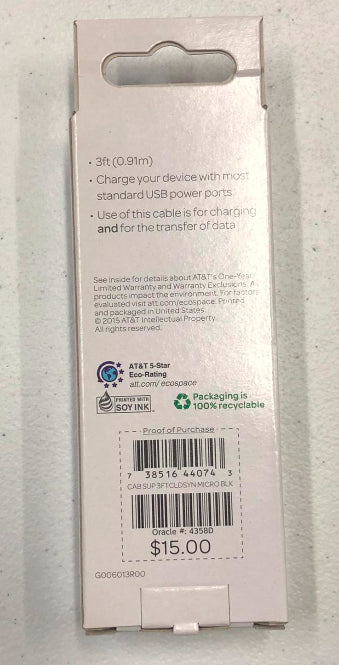 • 3ft (0.91m)
• Charge your device with most
standard USB power ports
• Use of this cable is for charging
and for the transfer of data
See inside for details about AT&T's One-Year
Limited Warranty and Warranty Exclusions. All
products impact the environment. For factors
evaluated visit att.com/ecospace. Printed
and packaged in United States.
© 2015 AT&T Intellectual Property.
All rights reserved.
AT&T 5-Star
Eco-Rating
att.com/ecospace
PRINTED WITH
SOY INK
Packaging is
100% recyclable
Proof of Purchase
7 38516 44074 3
CAB SUP 3FT CLDSYN MICRO BLK
Oracle #: 4358D
$15.00
G006013R00